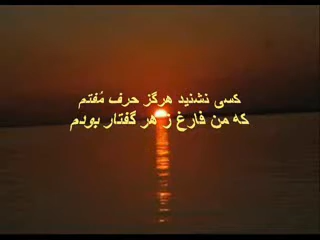 کسی نشنید هرگز حرف مُفتم
که من فارغ ز هر گفتار بودم